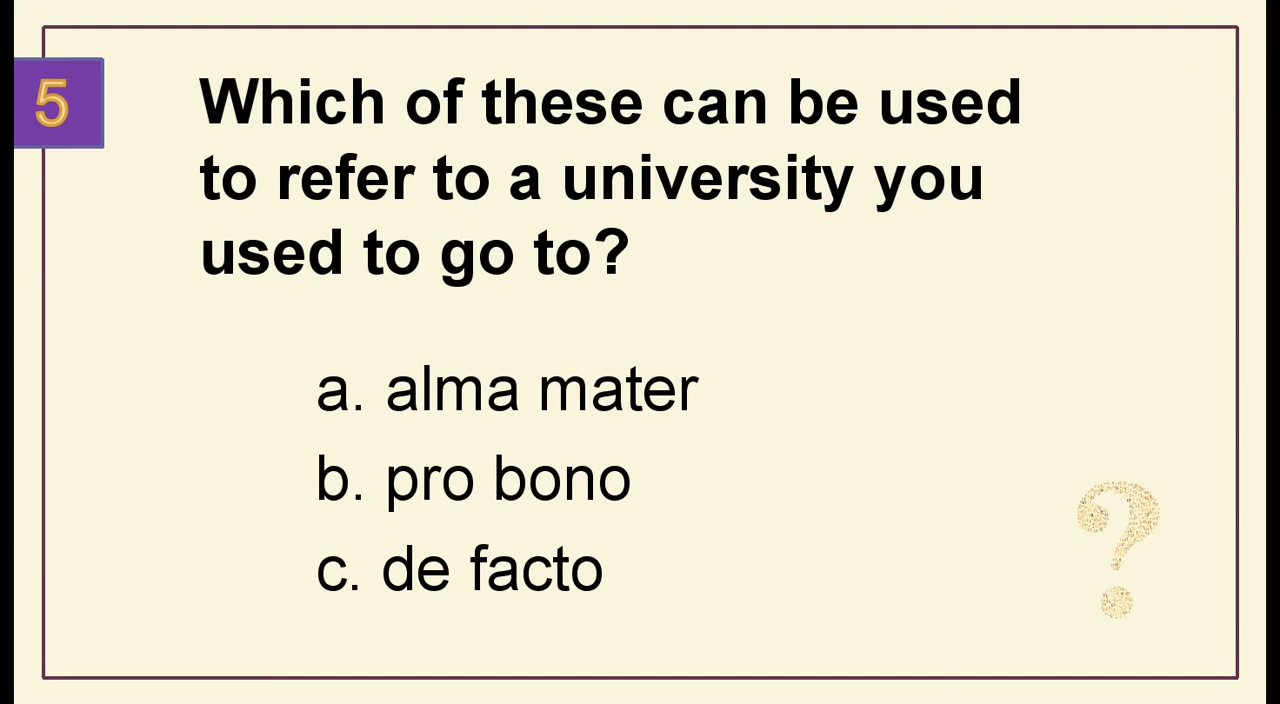 5
Which of these can be used
to refer to a university you
used to go to?
a. alma mater
b. pro bono
c. de facto
?